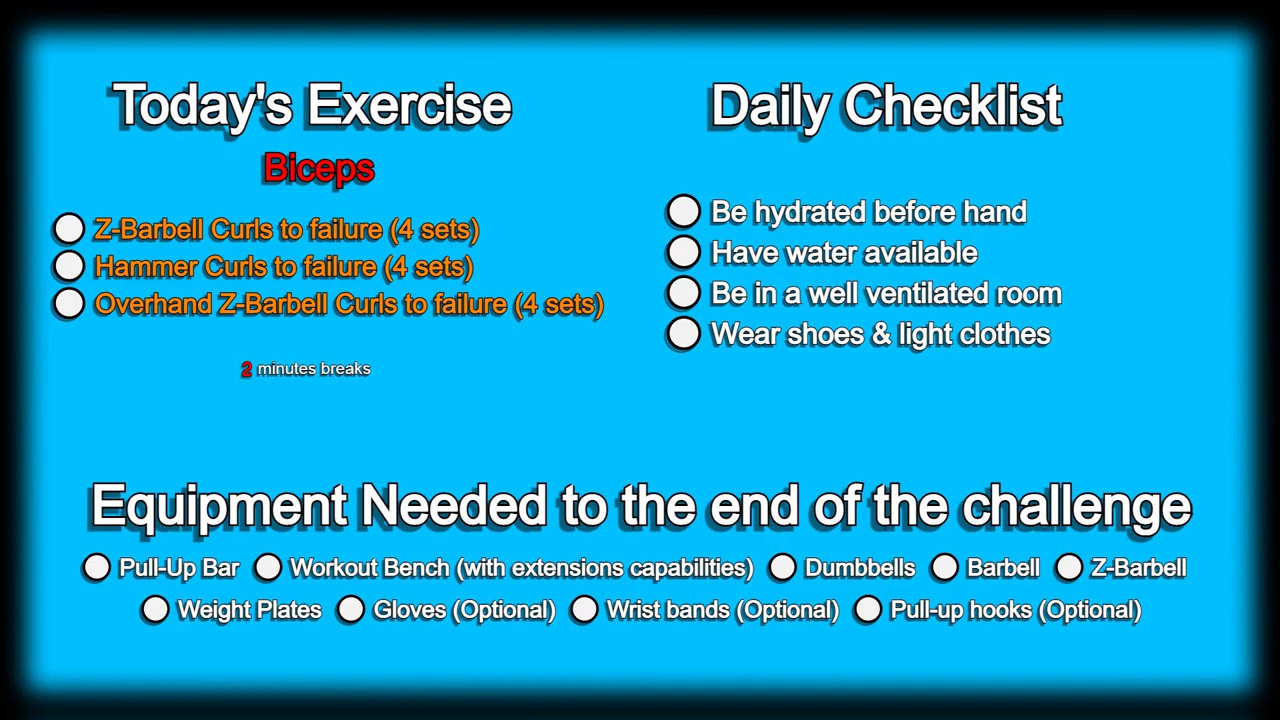 Today's Exercise
Biceps
Z-Barbell Curls to failure (4 sets)
Hammer Curls to failure (4 sets)
Overhand Z-Barbell Curls to failure (4 sets)
2 minutes breaks
Daily Checklist
Be hydrated before hand
Have water available
Be in a well ventilated room
Wear shoes & light clothes
Equipment Needed to the end of the challenge
Pull-Up Bar Workout Bench (with extensions capabilities) Dumbbells Barbell Z-Barbell
Weight Plates Gloves (Optional) Wrist bands (Optional) Pull-up hooks (Optional)